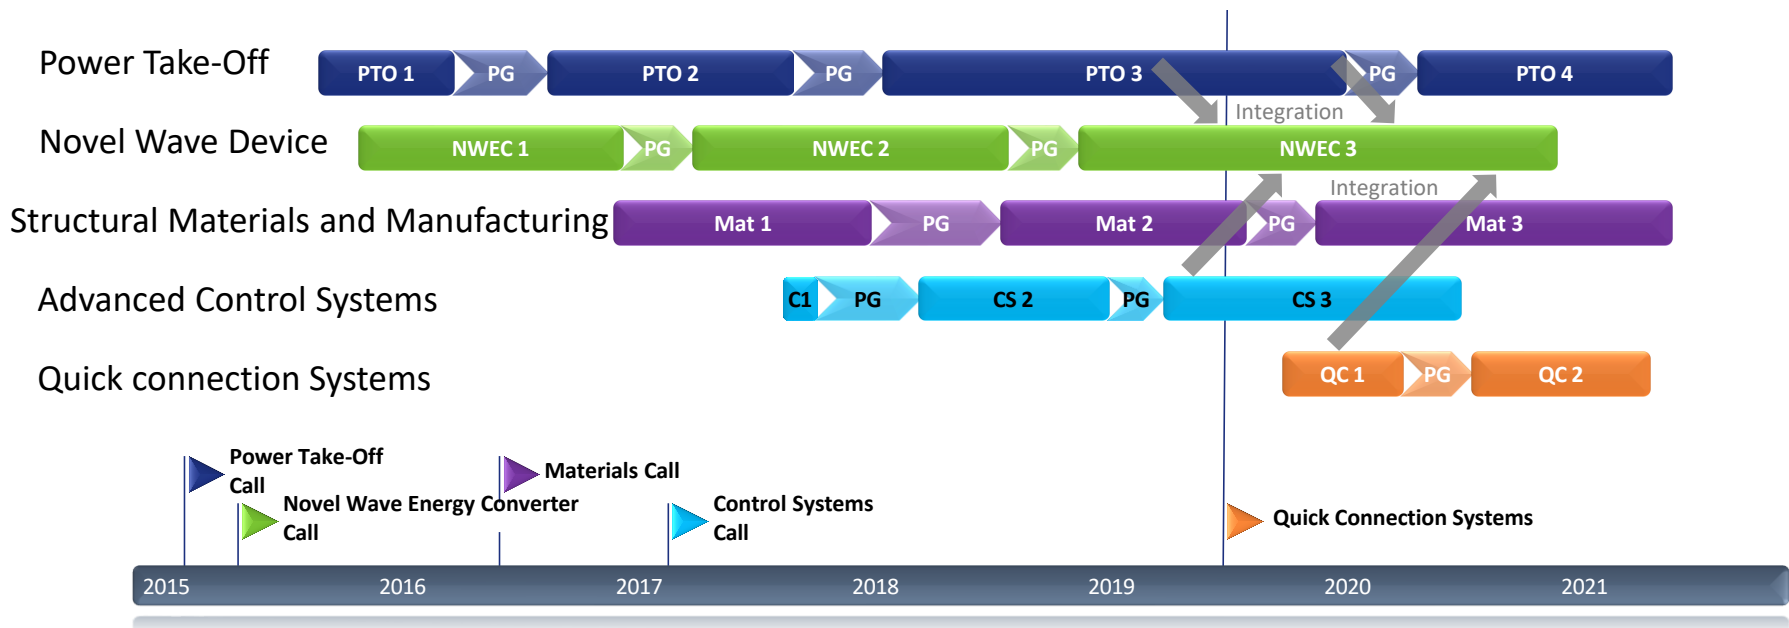 Power Take-Off
PTO 1
PG
PTO 2
PG
PTO 3
PG
PTO 4
Integration
Novel Wave Device
NWEC 1
PG
NWEC 2
PG
NWEC 3
Integration
Structural Materials and Manufacturing
Mat 1
PG
Mat 2
PG
Mat 3
Advanced Control Systems
C1
PG
CS 2
PG
CS 3
Quick connection Systems
QC 1
PG
QC 2
Power Take-Off
Call
Materials Call
Novel Wave Energy Converter
Call
Control Systems
Call
Quick Connection Systems
2015
2016
2017
2018
2019
2020
2021